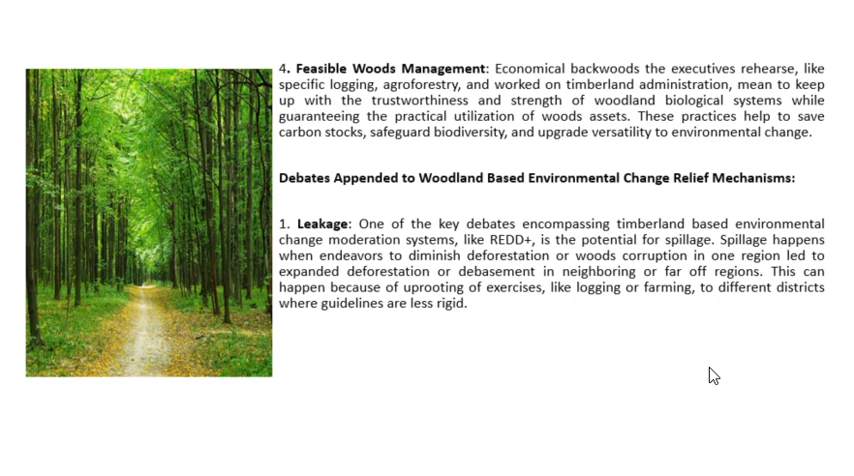 4. Feasible Woods Management: Economical backwoods the executives rehearse, like
specific logging, agroforestry, and worked on timberland administration, mean to keep
up with the trustworthiness and strength of woodland biological systems while
guaranteeing the practical utilization of woods assets. These practices help to save
carbon stocks, safeguard biodiversity, and upgrade versatility to environmental change.
Debates Appended to Woodland Based Environmental Change Relief Mechanisms:
1. Leakage: One of the key debates encompassing timberland based environmental
change moderation systems, like REDD+, is the potential for spillage. Spillage happens
when endeavors to diminish deforestation or woods corruption in one region led to
expanded deforestation or debasement in neighboring or far off regions. This can
happen because of uprooting of exercises, like logging or farming, to different districts
where guidelines are less rigid.